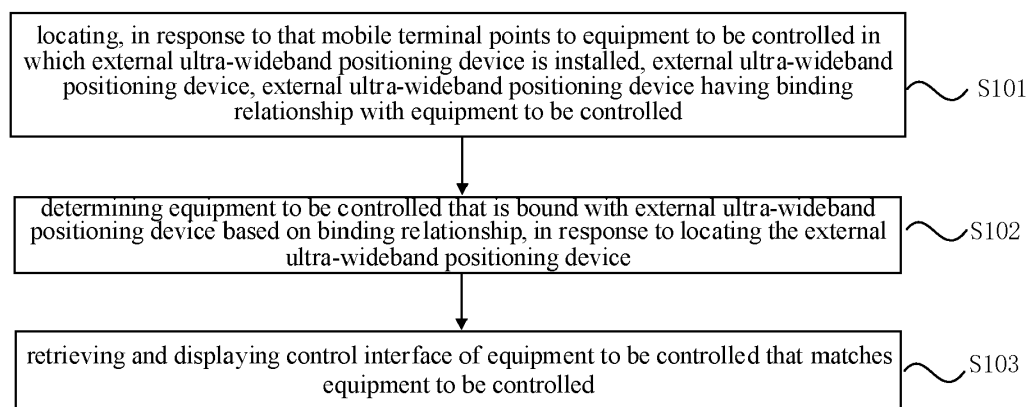 locating, in response to that mobile terminal points to equipment to be controlled in
which external ultra-wideband positioning device is installed, external ultra-wideband
positioning device, external ultra-wideband positioning device having binding
relationship with equipment to be controlled
S101
determining equipment to be controlled that is bound with external ultra-wideband
positioning device based on binding relationship, in response to locating the external
ultra-wideband positioning device
S102
retrieving and displaying control interface of equipment to be controlled that matches
equipment to be controlled
S103